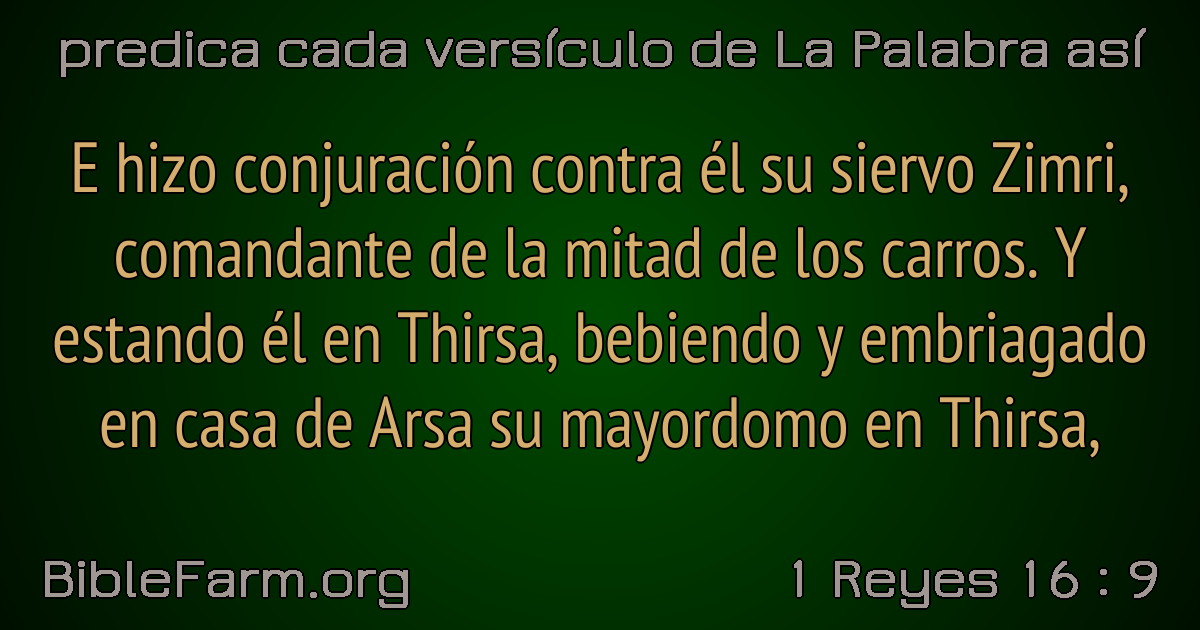 predica cada versículo de La Palabra así
E hizo conjuración contra él su siervo Zimri,
comandante de la mitad de los carros. Y
estando él en Thirsa, bebiendo y embriagado
en casa de Arsa su mayordomo en Thirsa,
BibleFarm.org
1 Reyes 16 : 9